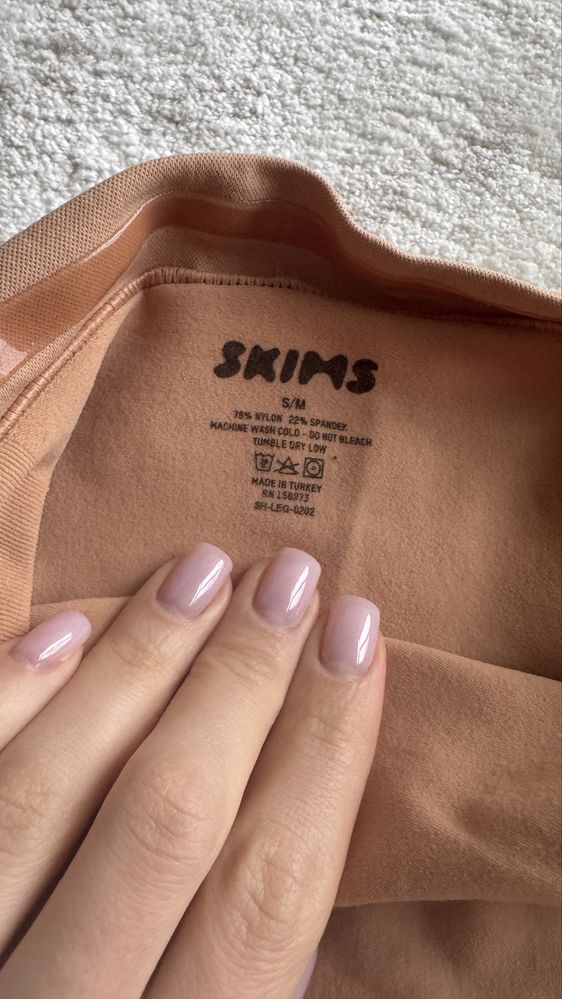 SKIMS
S/M
78% NYLON 22% SPANDEX
MACHINE WASH COLD - DO NOT BLEACH
TUMBLE DRY LOW
MADE IN TURKEY
RN 158973
SH-LEG-0202